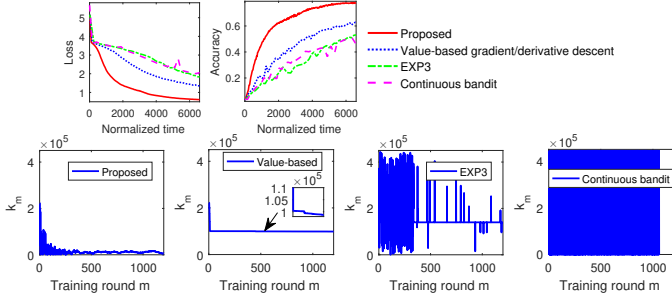 5
4
3
2
1
Loss
0
2000
4000
6000
Normalized time
0.6
0.4
0.2
Accuracy
0
2000
4000
6000
Normalized time
Proposed
Value-based gradient/derivative descent
EXP3
Continuous bandit
× 10^5
4
2
0
k_m
Proposed
0
500
1000
Training round m
× 10^5
4
2
0
k_m
Value-based
× 10^5
1.1
1.05
1
0
500
1000
Training round m
× 10^5
4
2
0
k_m
EXP3
0
500
1000
Training round m
× 10^5
4
2
0
k_m
Continuous bandit
0
500
1000
Training round m